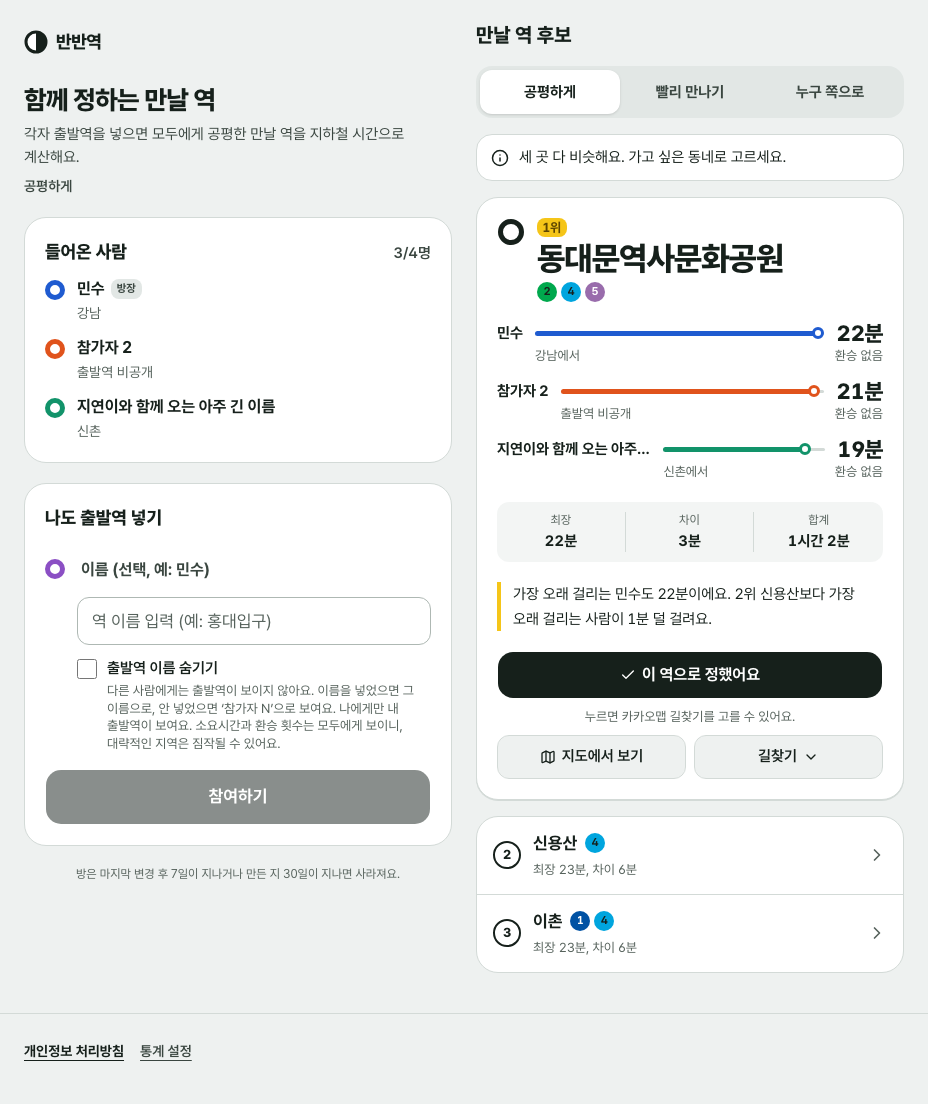 반반역
함께 정하는 만날 역
각자 출발역을 넣으면 모두에게 공평한 만날 역을 지하철 시간으로
계산해요.
공평하게
들어온 사람
3/4명
민수 방장
강남
참가자 2
출발역 비공개
지연이와 함께 오는 아주 긴 이름
신촌
나도 출발역 넣기
이름 (선택, 예: 민수)
역 이름 입력 (예: 홍대입구)
출발역 이름 숨기기
다른 사람에게는 출발역이 보이지 않아요. 이름을 넣었으면 그
이름으로, 안 넣었으면 ‘참가자 N’으로 보여요. 나에게만 내
출발역이 보여요. 소요시간과 환승 횟수는 모두에게 보이니,
대략적인 지역은 짐작될 수 있어요.
참여하기
방은 마지막 변경 후 7일이 지나거나 만든 지 30일이 지나면 사라져요.
만날 역 후보
공평하게 빨리 만나기 누구 쪽으로
세 곳 다 비슷해요. 가고 싶은 동네로 고르세요.
1위
동대문역사문화공원
2 4 5
민수 22분
강남에서 환승 없음
참가자 2 21분
출발역 비공개 환승 없음
지연이와 함께 오는 아주... 19분
신촌에서 환승 없음
최장 차이 합계
22분 3분 1시간 2분
가장 오래 걸리는 민수도 22분이에요. 2위 신용산보다 가장
오래 걸리는 사람이 1분 덜 걸려요.
이 역으로 정했어요
누르면 카카오맵 길찾기를 고를 수 있어요.
지도에서 보기 길찾기
2 신용산 4
최장 23분, 차이 6분
3 이촌 1 4
최장 23분, 차이 6분
개인정보 처리방침 통계 설정